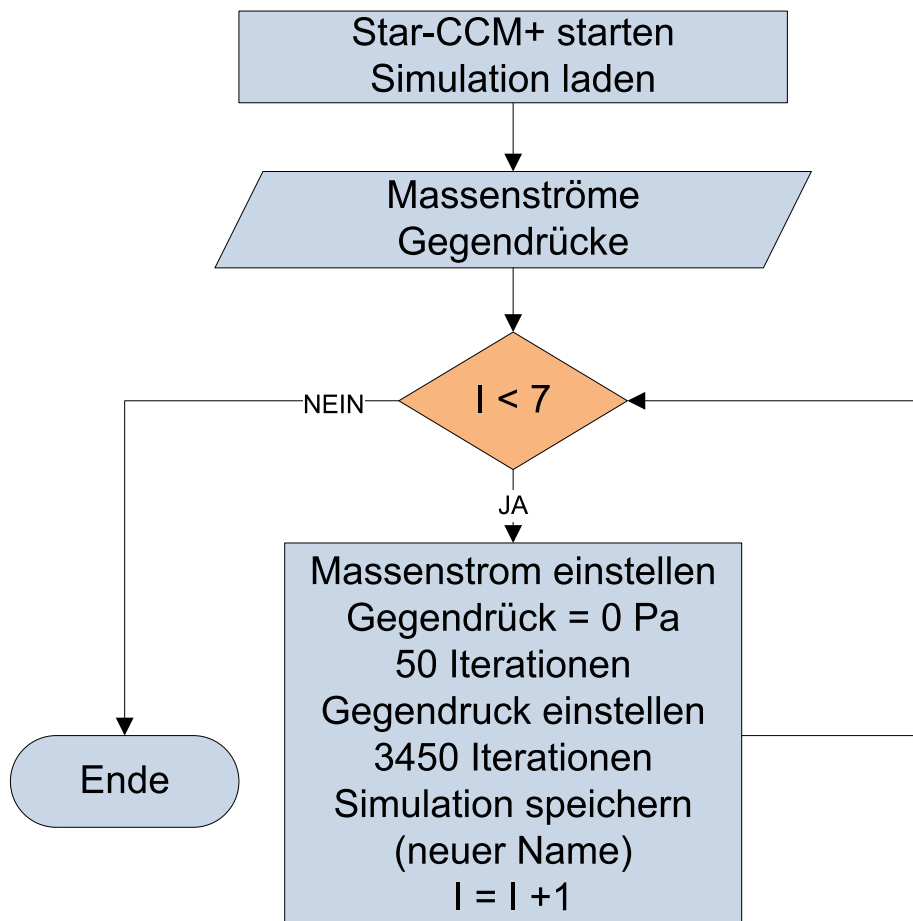 Star-CCM+ starten
Simulation laden
Massenströme
Gegendrücke
I < 7
NEIN
JA
Massenstrom einstellen
Gegendrück = 0 Pa
50 Iterationen
Gegendruck einstellen
3450 Iterationen
Simulation speichern
(neuer Name)
I = I +1
Ende